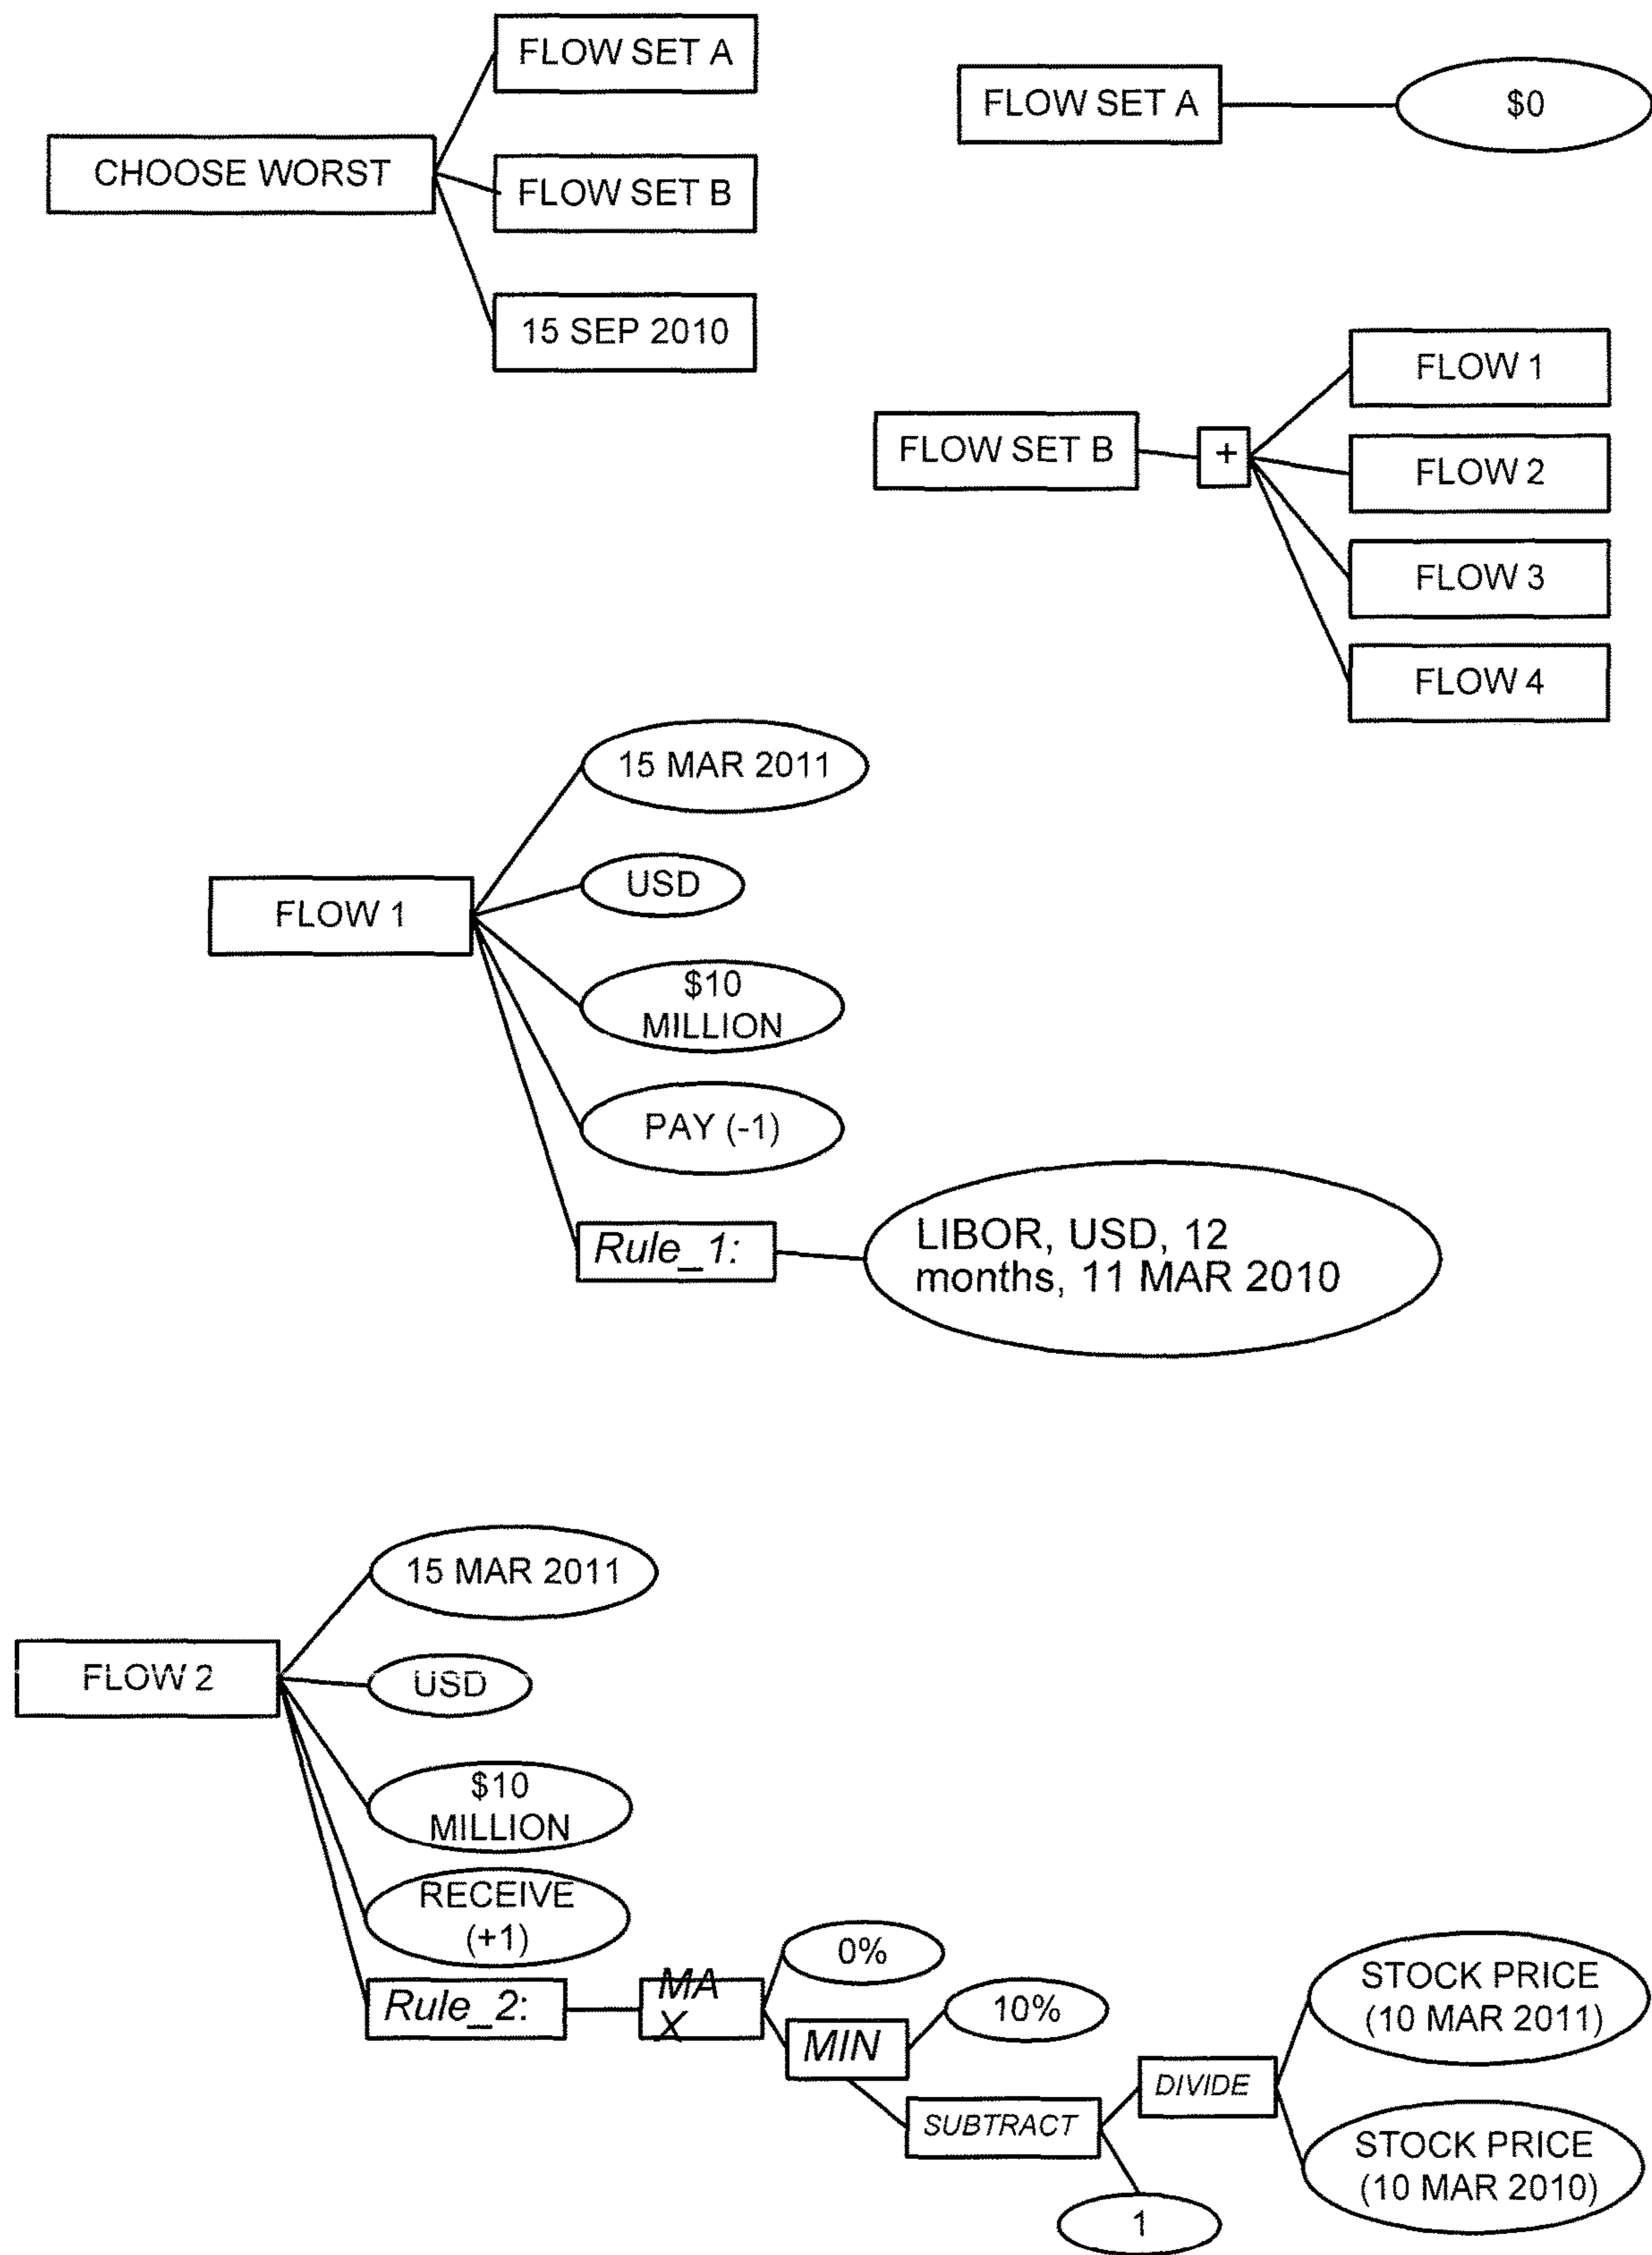 FLOW SET A
CHOOSE WORST
FLOW SET B
15 SEP 2010
FLOW SET A
$0
FLOW SET B
+
FLOW 1
FLOW 2
FLOW 3
FLOW 4
FLOW 1
15 MAR 2011
USD
$10
MILLION
PAY (-1)
Rule_1:
LIBOR, USD, 12
months, 11 MAR 2010
FLOW 2
15 MAR 2011
USD
$10
MILLION
RECEIVE
(+1)
Rule_2:
MA
X
0%
MIN
10%
SUBTRACT
DIVIDE
STOCK PRICE
(10 MAR 2011)
STOCK PRICE
(10 MAR 2010)
1